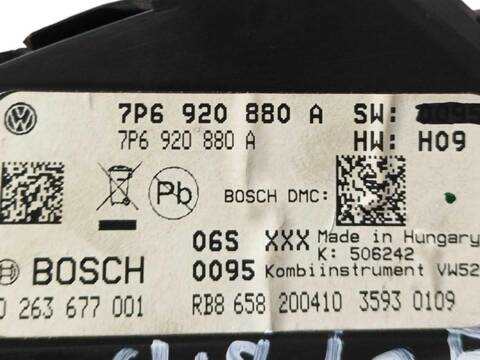 7P6 920 880 A SW: 0095
7P6 920 880 A HW: H09
Pb
BOSCH DMC:
06S XXX Made in Hungary
K: 506242
BOSCH 0095 Kombiinstrument VW52
0 263 677 001 RB8 658 200410 3593 0109